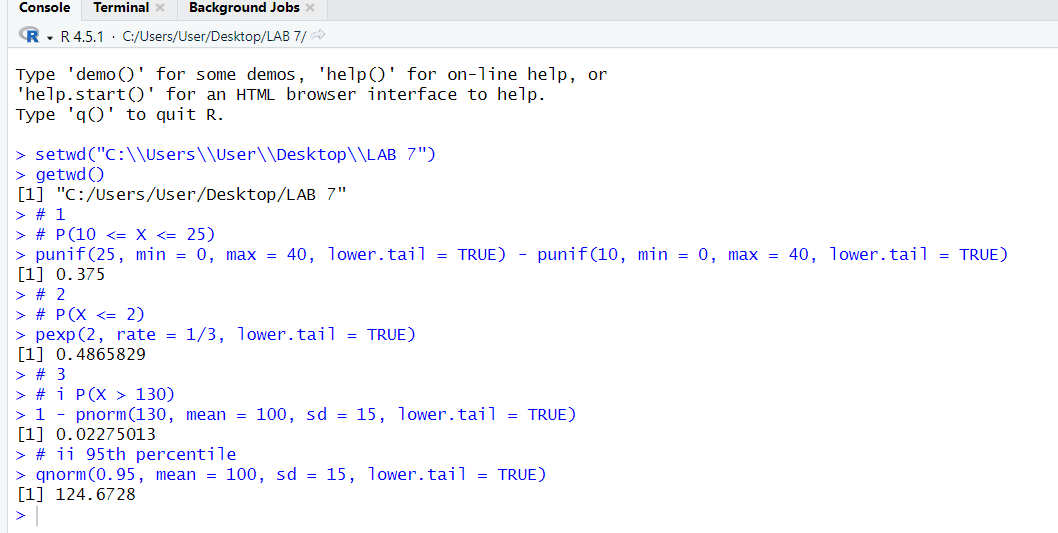 Console Terminal Background Jobs
R R 4.5.1 · C:/Users/User/Desktop/LAB 7/
Type 'demo()' for some demos, 'help()' for on-line help, or
'help.start()' for an HTML browser interface to help.
Type 'q()' to quit R.
> setwd("C:\\Users\\User\\Desktop\\LAB 7")
> getwd()
[1] "C:/Users/User/Desktop/LAB 7"
> # 1
> # P(10 <= X <= 25)
> punif(25, min = 0, max = 40, lower.tail = TRUE) - punif(10, min = 0, max = 40, lower.tail = TRUE)
[1] 0.375
> # 2
> # P(X <= 2)
> pexp(2, rate = 1/3, lower.tail = TRUE)
[1] 0.4865829
> # 3
> # i P(X > 130)
> 1 - pnorm(130, mean = 100, sd = 15, lower.tail = TRUE)
[1] 0.02275013
> # ii 95th percentile
> qnorm(0.95, mean = 100, sd = 15, lower.tail = TRUE)
[1] 124.6728
>